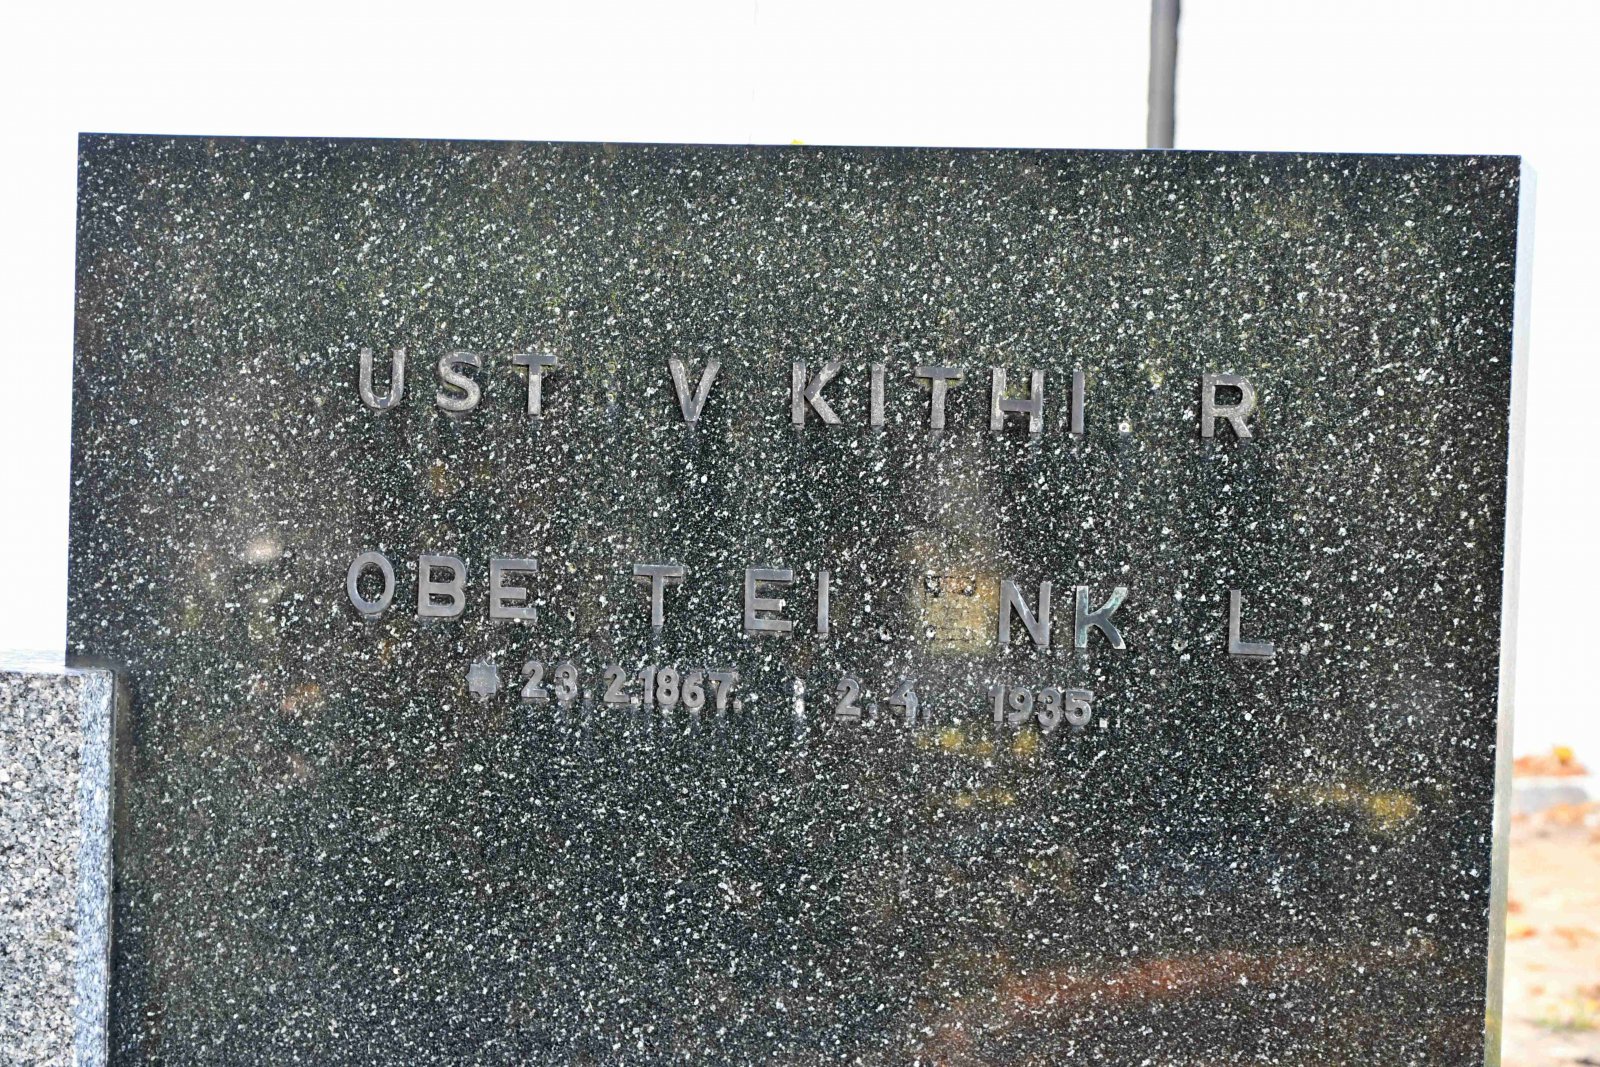 UST V KITHI R
OBE T EI NK L
* 23.2.1867. 2.4. 1935.